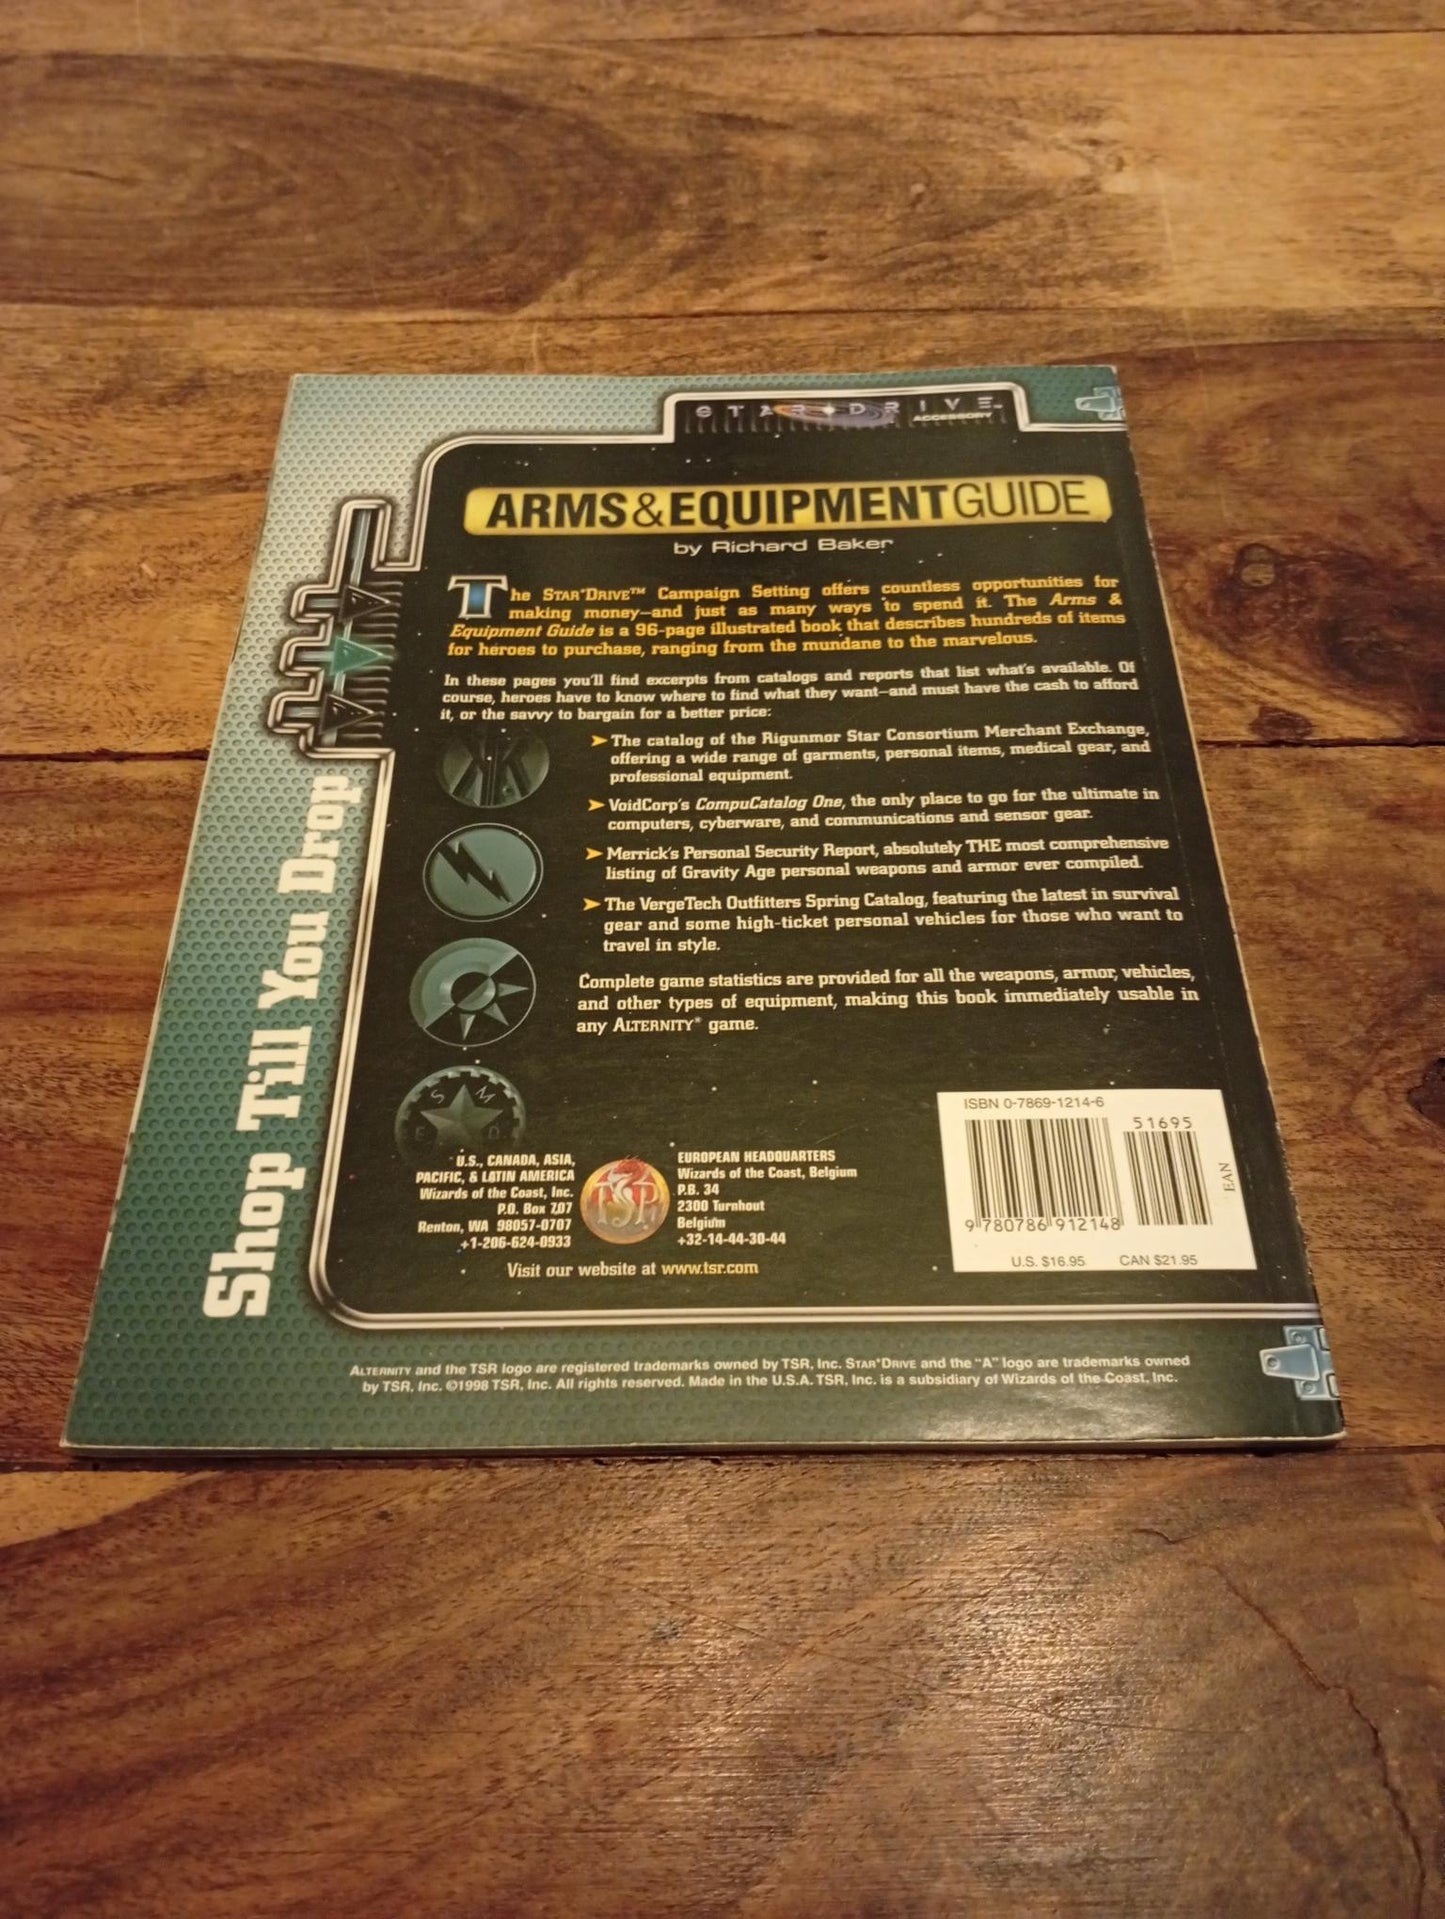 STAR★DRIVE™
ACCESSORY
ARMS & EQUIPMENT GUIDE
by Richard Baker
The STAR*DRIVE™ Campaign Setting offers countless opportunities for
making money—and just as many ways to spend it. The Arms &
Equipment Guide is a 96-page illustrated book that describes hundreds of items
for heroes to purchase, ranging from the mundane to the marvelous.
In these pages you'll find excerpts from catalogs and reports that list what's available. Of
course, heroes have to know where to find what they want—and must have the cash to afford
it, or the savvy to bargain for a better price:
➤ The catalog of the Rigunmor Star Consortium Merchant Exchange,
offering a wide range of garments, personal items, medical gear, and
professional equipment.
➤ VoidCorp's CompuCatalog One, the only place to go for the ultimate in
computers, cyberware, and communications and sensor gear.
➤ Merrick's Personal Security Report, absolutely THE most comprehensive
listing of Gravity Age personal weapons and armor ever compiled.
➤ The VergeTech Outfitters Spring Catalog, featuring the latest in survival
gear and some high-ticket personal vehicles for those who want to
travel in style.
Complete game statistics are provided for all the weapons, armor, vehicles,
and other types of equipment, making this book immediately usable in
any ALTERNITY® game.
Shop Till You Drop
S M
E D
U.S., CANADA, ASIA,
PACIFIC, & LATIN AMERICA
Wizards of the Coast, Inc.
P.O. Box 707
Renton, WA 98057-0707
+1-206-624-0933
TSR
EUROPEAN HEADQUARTERS
Wizards of the Coast, Belgium
P.B. 34
2300 Turnhout
Belgium
+32-14-44-30-44
Visit our website at www.tsr.com
ISBN 0-7869-1214-6
51695
9 780786 912148
EAN
U.S. $16.95 CAN $21.95
ALTERNITY and the TSR logo are registered trademarks owned by TSR, Inc. STAR*DRIVE and the "A" logo are trademarks owned
by TSR, Inc. ©1998 TSR, Inc. All rights reserved. Made in the U.S.A. TSR, Inc. is a subsidiary of Wizards of the Coast, Inc.